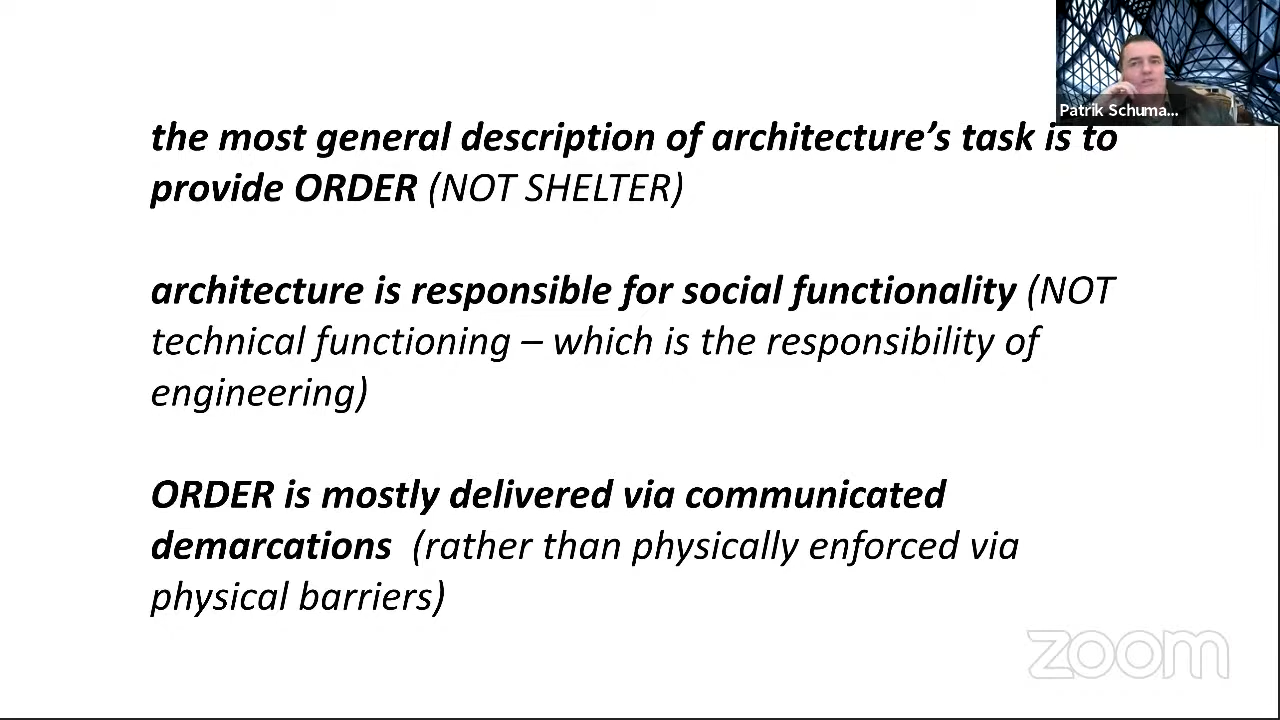 Patrik Schuma...
the most general description of architecture’s task is to
provide ORDER (NOT SHELTER)
architecture is responsible for social functionality (NOT
technical functioning – which is the responsibility of
engineering)
ORDER is mostly delivered via communicated
demarcations (rather than physically enforced via
physical barriers)
zoom